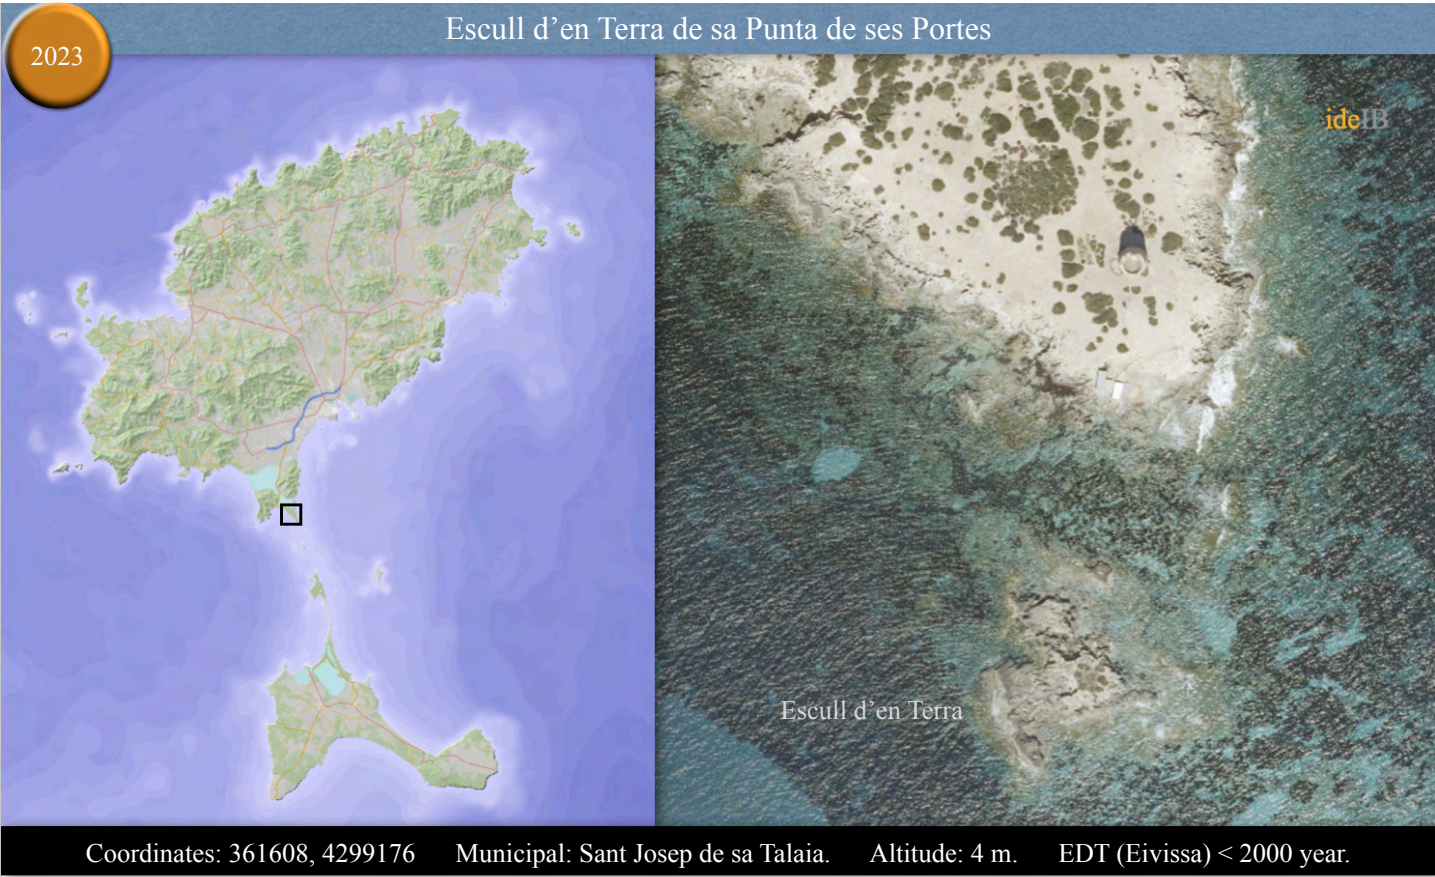 Escull d’en Terra de sa Punta de ses Portes
2023
ideIB
Escull d’en Terra
Coordinates: 361608, 4299176 Municipal: Sant Josep de sa Talaia. Altitude: 4 m. EDT (Eivissa) < 2000 year.